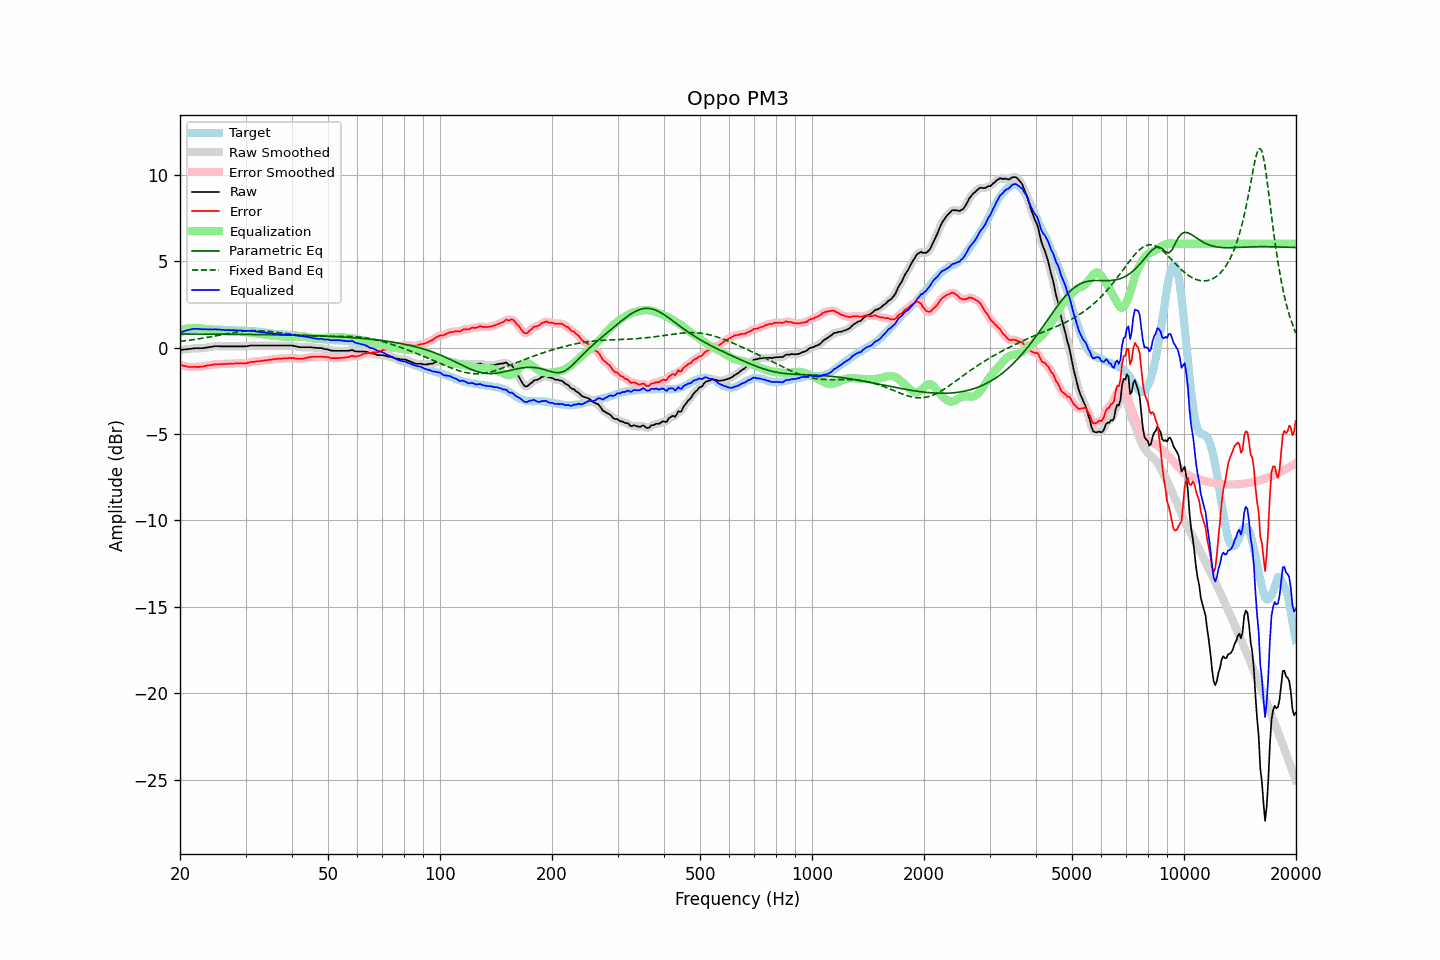 Oppo PM3
Target
Raw Smoothed
Error Smoothed
Raw
Error
Equalization
Parametric Eq
Fixed Band Eq
Equalized
10
5
0
−5
−10
−15
−20
−25
Amplitude (dBr)
20 50 100 200 500 1000 2000 5000 10000 20000
Frequency (Hz)